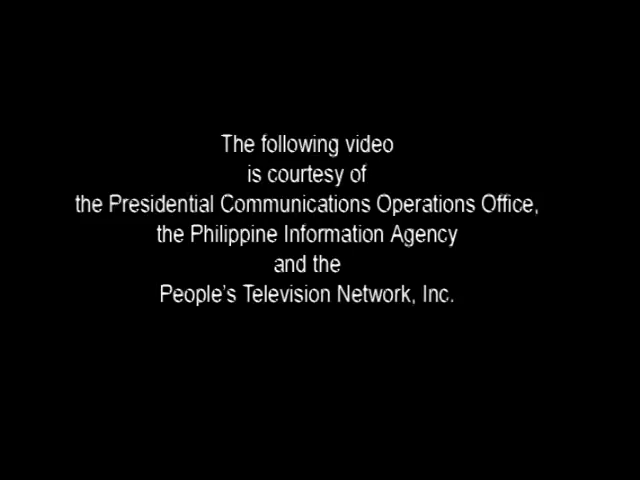 The following video
is courtesy of
the Presidential Communications Operations Office,
the Philippine Information Agency
and the
People's Television Network, Inc.